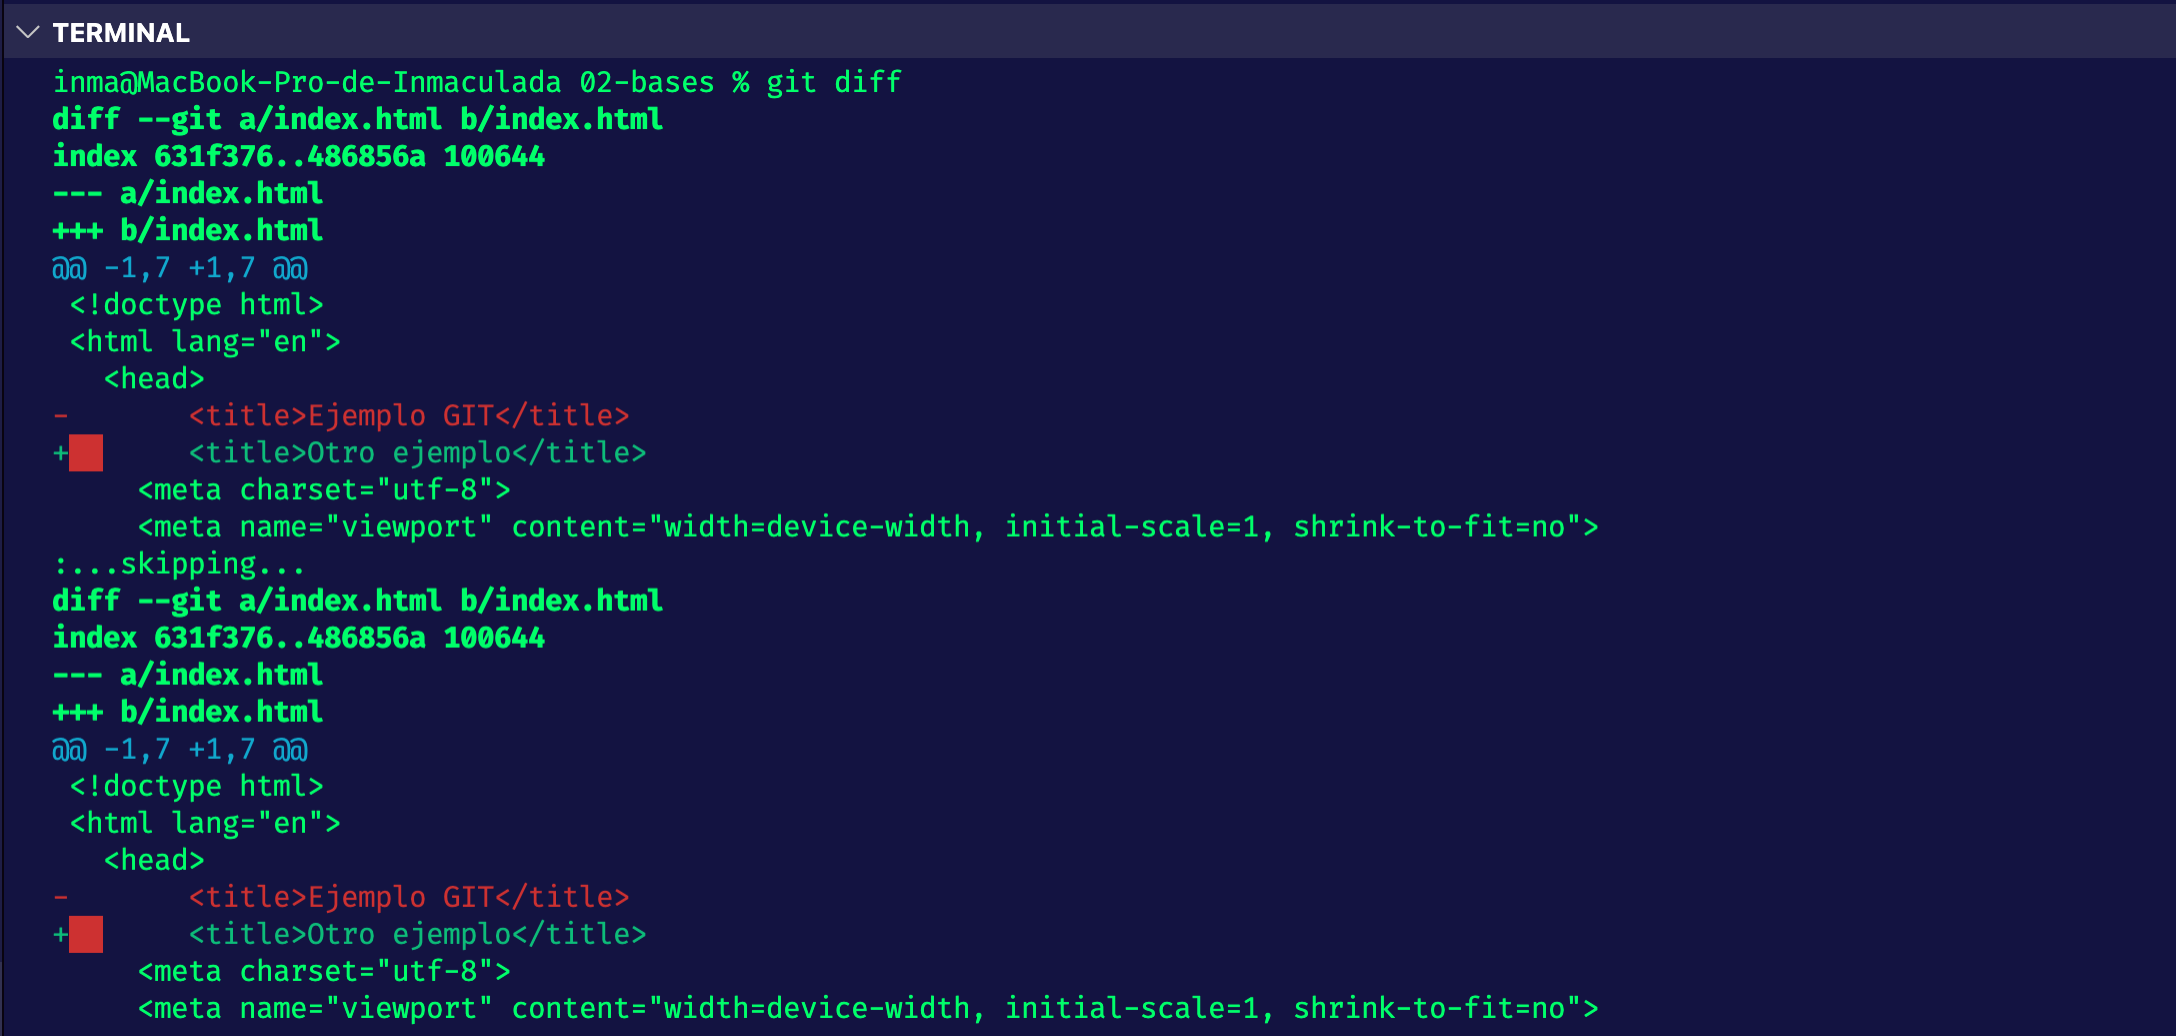 TERMINAL
inma@MacBook-Pro-de-Inmaculada 02-bases % git diff
diff --git a/index.html b/index.html
index 631f376..486856a 100644
--- a/index.html
+++ b/index.html
@@ -1,7 +1,7 @@
 <!doctype html>
 <html lang="en">
   <head>
-       <title>Ejemplo GIT</title>
+       <title>Otro ejemplo</title>
     <meta charset="utf-8">
     <meta name="viewport" content="width=device-width, initial-scale=1, shrink-to-fit=no">
:...skipping...
diff --git a/index.html b/index.html
index 631f376..486856a 100644
--- a/index.html
+++ b/index.html
@@ -1,7 +1,7 @@
 <!doctype html>
 <html lang="en">
   <head>
-       <title>Ejemplo GIT</title>
+       <title>Otro ejemplo</title>
     <meta charset="utf-8">
     <meta name="viewport" content="width=device-width, initial-scale=1, shrink-to-fit=no">